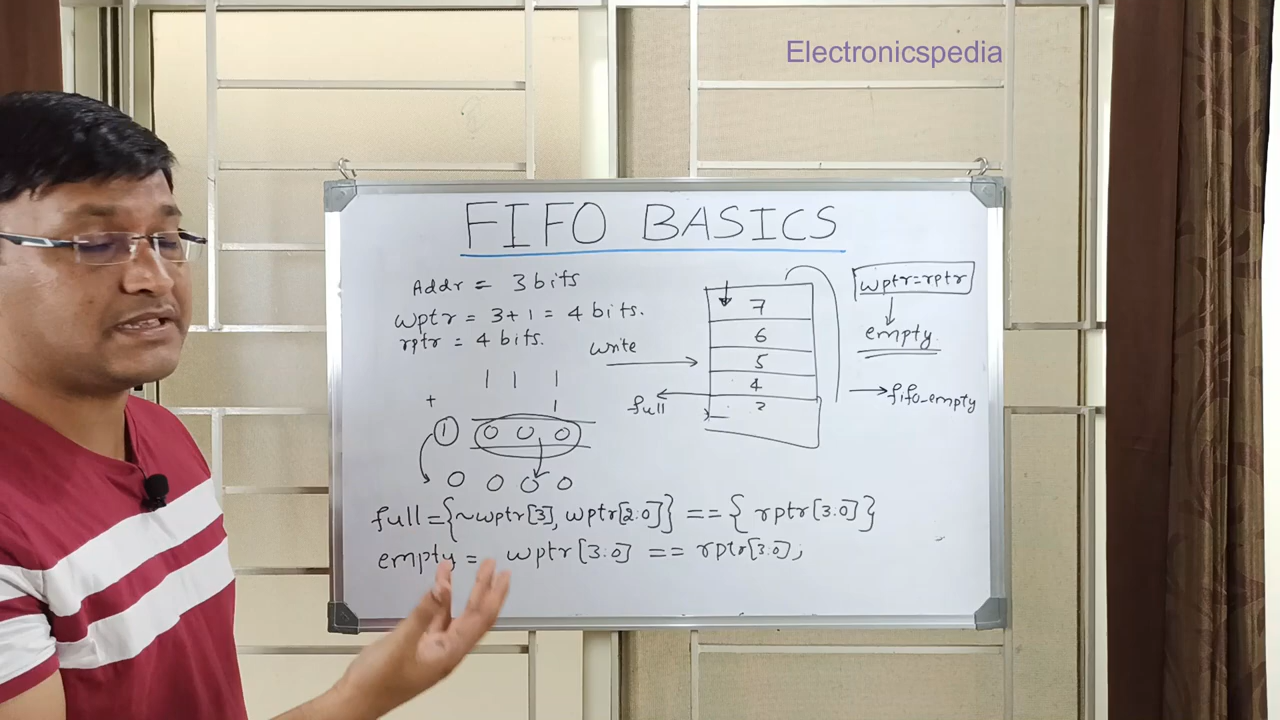 Electronicspedia
FIFO BASICS
Addr = 3 bits
wptr = 3+1 = 4 bits.
rptr = 4 bits.
1 1 1
+ 1
1 0 0 0
0 0 0 0
write
full
7
6
5
4
wptr=rptr
empty
fifo_empty
full={~wptr[3], wptr[2:0]} == { rptr[3:0]}
empty = wptr[3:0] == rptr[3:0];